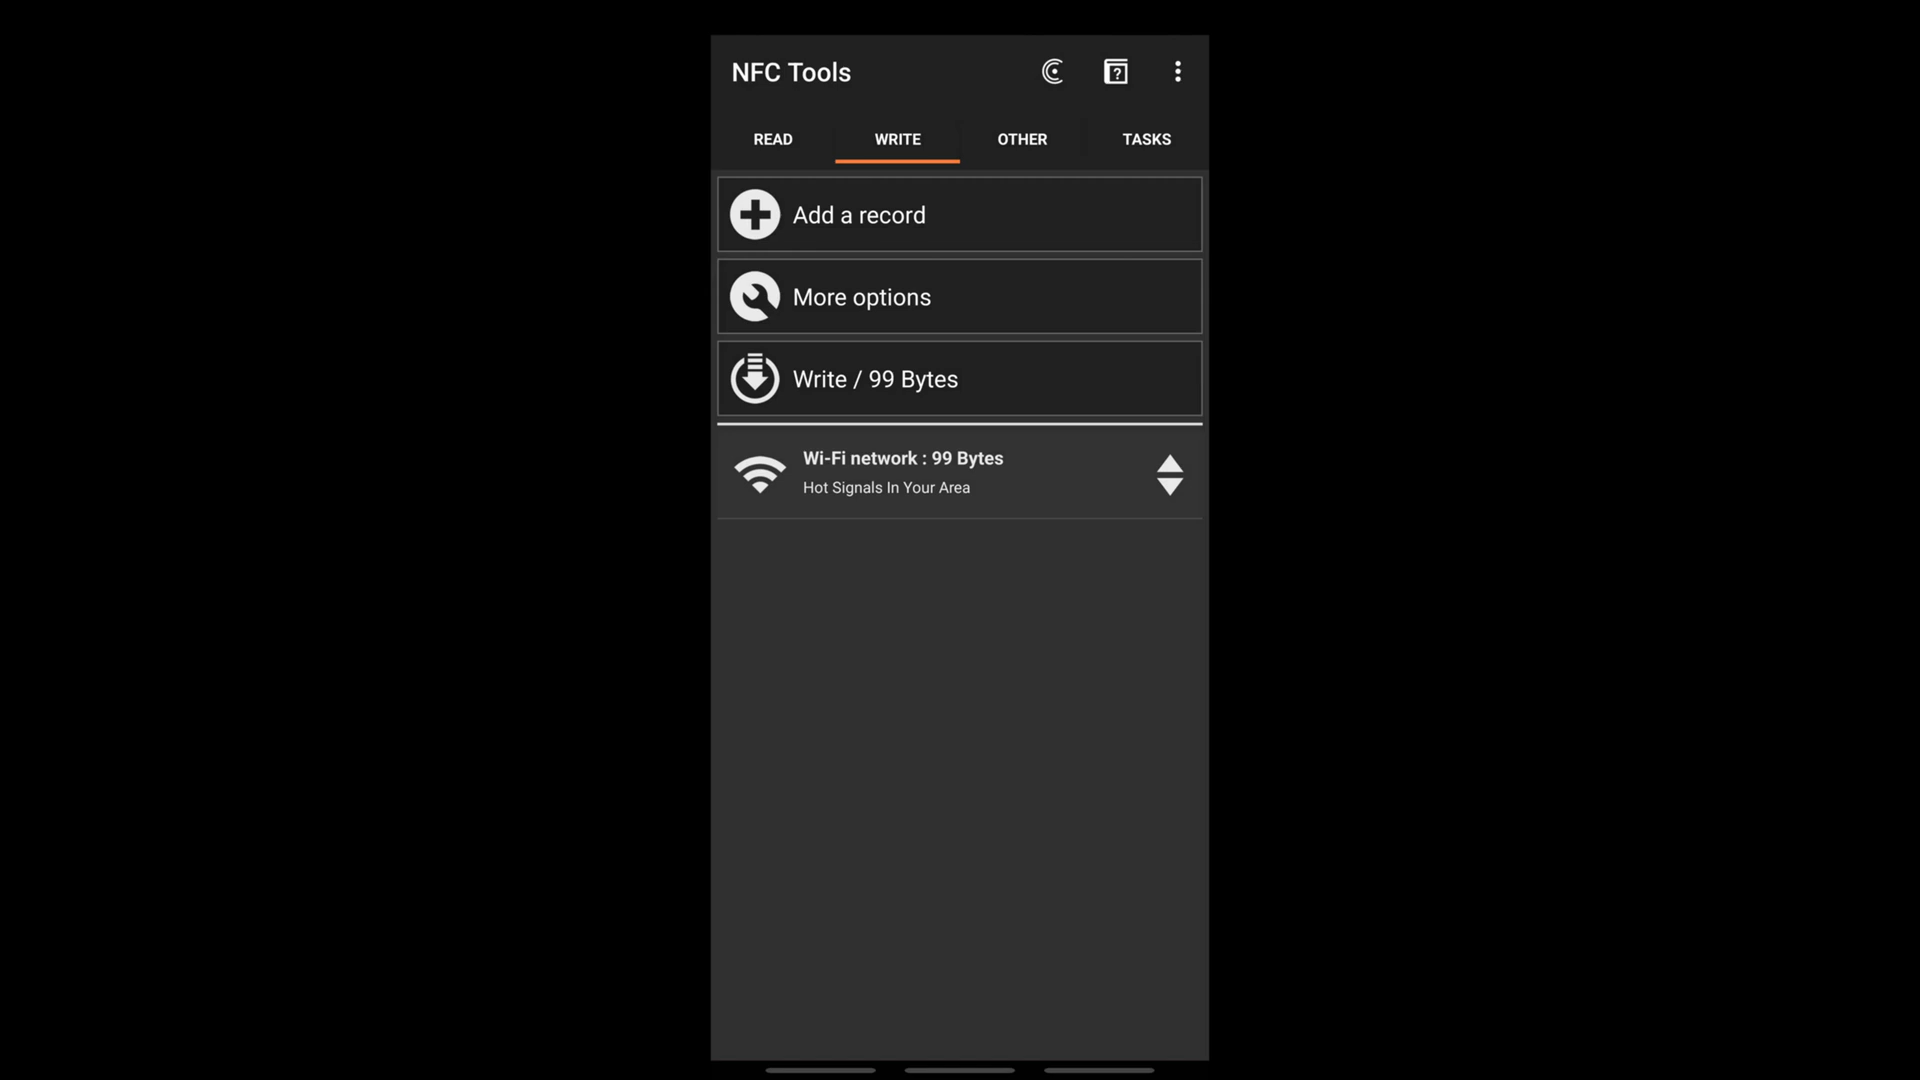 NFC Tools
READ WRITE OTHER TASKS
Add a record
More options
Write / 99 Bytes
Wi-Fi network : 99 Bytes
Hot Signals In Your Area